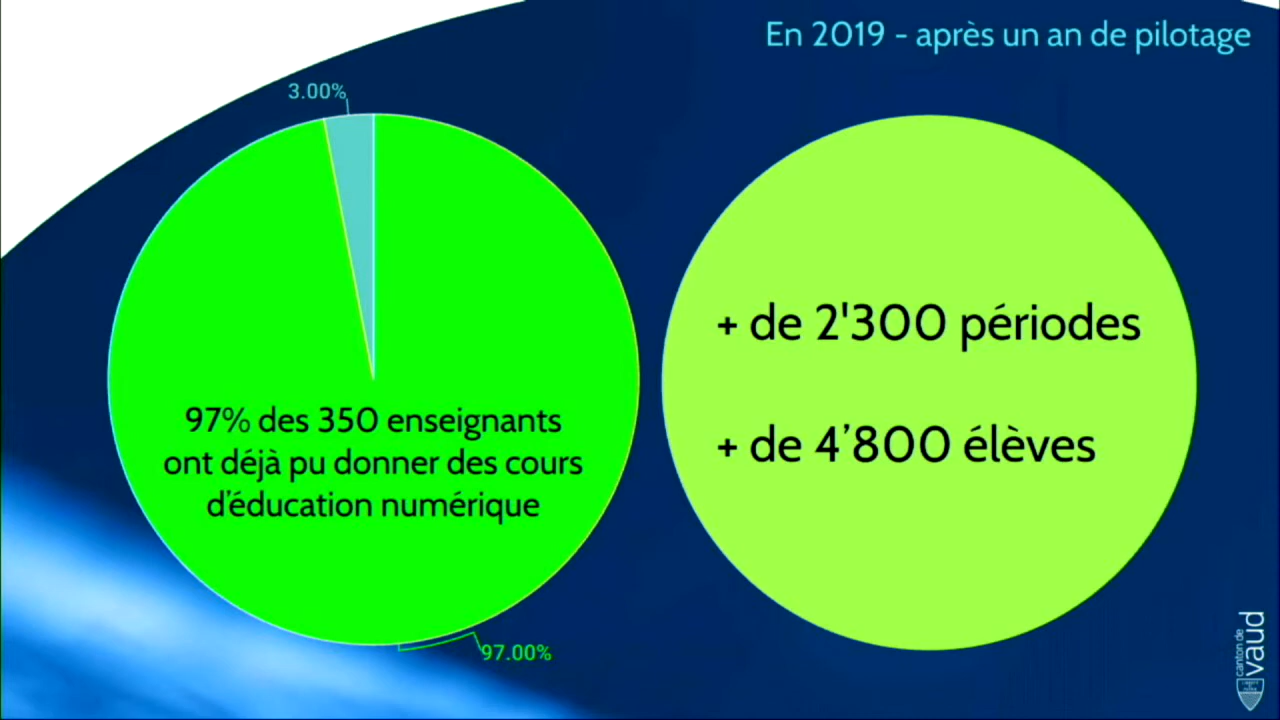 En 2019 - après un an de pilotage
3.00%
97% des 350 enseignants
ont déjà pu donner des cours
d'éducation numérique
97.00%
+ de 2'300 périodes
+ de 4’800 élèves
canton de
vaud